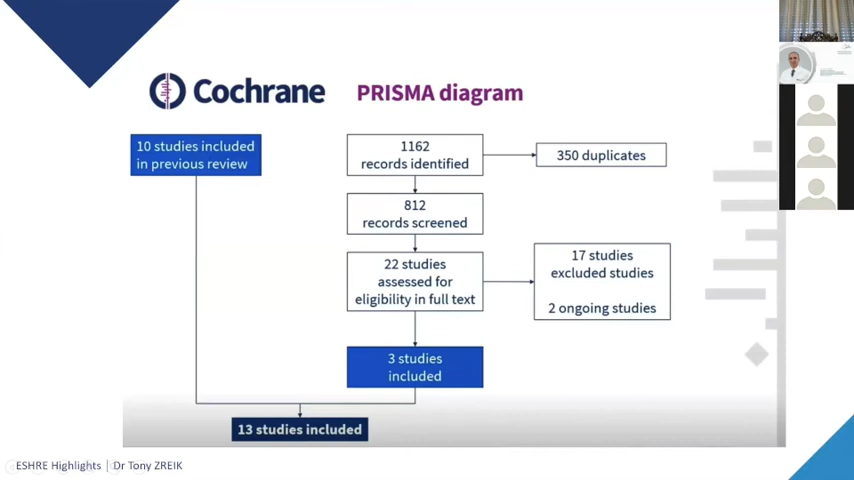 Cochrane PRISMA diagram
10 studies included
in previous review
1162
records identified
350 duplicates
812
records screened
22 studies
assessed for
eligibility in full text
17 studies
excluded studies
2 ongoing studies
3 studies
included
13 studies included
ESHRE Highlights | Dr Tony ZREIK